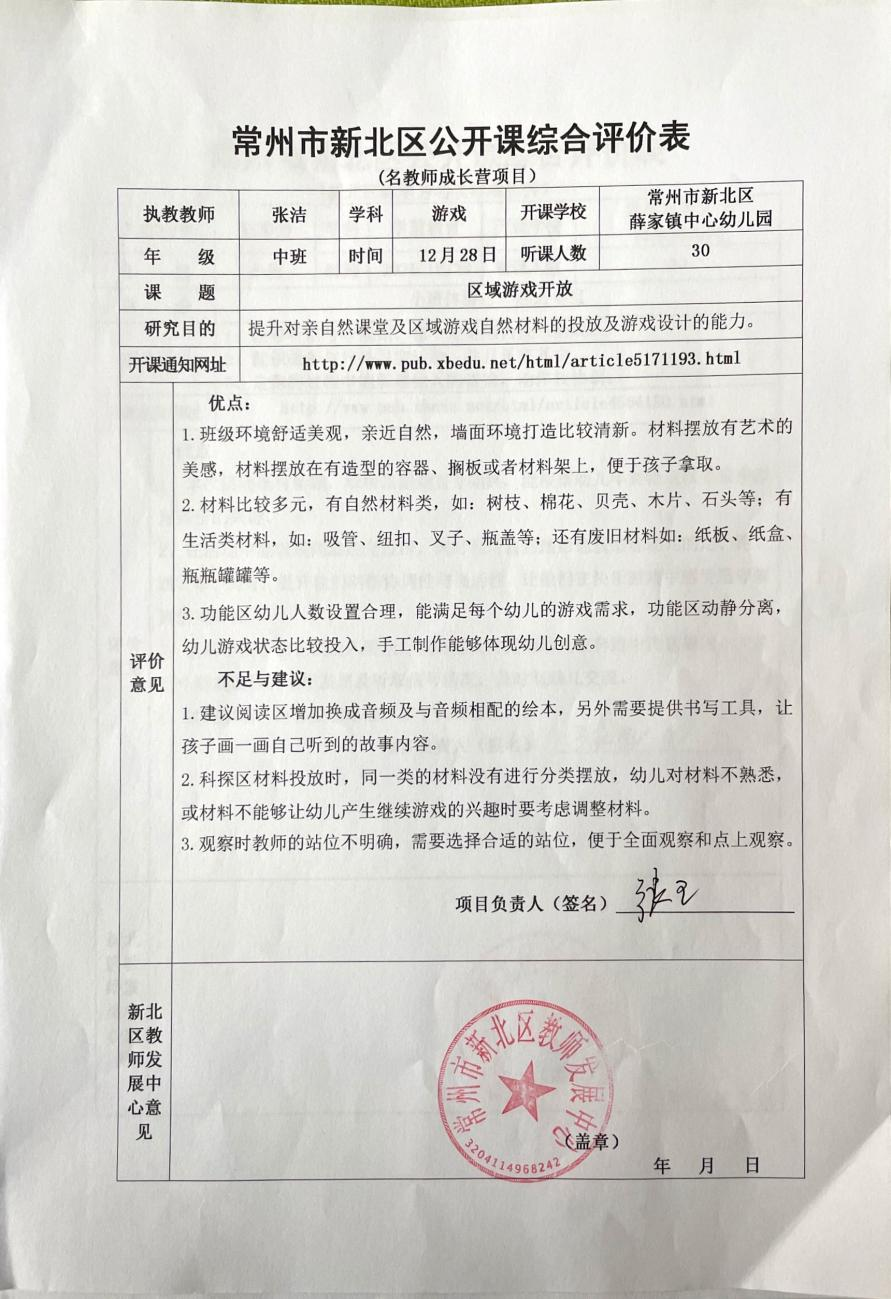 常州市新北区公开课综合评价表
(名教师成长营项目)
执教教师 张洁 学科 游戏 开课学校 常州市新北区
薛家镇中心幼儿园
年 级 中班 时间 12月28日 听课人数 30
课 题 区域游戏开放
研究目的 提升对亲自然课堂及区域游戏自然材料的投放及游戏设计的能力。
开课通知网址 http://www.pub.xbedu.net/html/article5171193.html
评价
意见
优点：
1.班级环境舒适美观，亲近自然，墙面环境打造比较清新。材料摆放有艺术的
美感，材料摆放在有造型的容器、搁板或者材料架上，便于孩子拿取。
2.材料比较多元，有自然材料类，如：树枝、棉花、贝壳、木片、石头等；有
生活类材料，如：吸管、纽扣、叉子、瓶盖等；还有废旧材料如：纸板、纸盒、
瓶瓶罐罐等。
3.功能区幼儿人数设置合理，能满足每个幼儿的游戏需求，功能区动静分离，
幼儿游戏状态比较投入，手工制作能够体现幼儿创意。
不足与建议：
1.建议阅读区增加换成音频及与音频相配的绘本，另外需要提供书写工具，让
孩子画一画自己听到的故事内容。
2.科探区材料投放时，同一类的材料没有进行分类摆放，幼儿对材料不熟悉，
或材料不能够让幼儿产生继续游戏的兴趣时要考虑调整材料。
3.观察时教师的站位不明确，需要选择合适的站位，便于全面观察和点上观察。
项目负责人（签名）
新北
区教
师发
展中
心意
见
常州市新北区教师发展中心
3204114968242
（盖章）
年 月 日